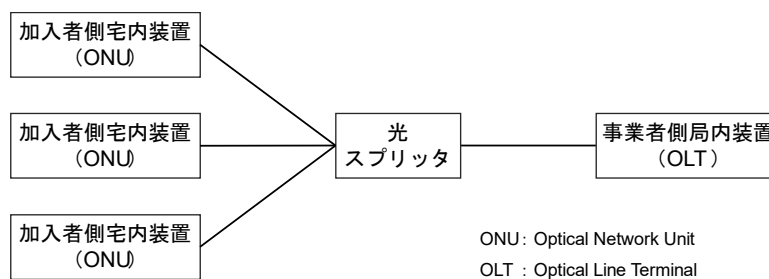 加入者側宅内装置
（ONU）
加入者側宅内装置
（ONU）
加入者側宅内装置
（ONU）
光
スプリッタ
事業者側局内装置
（OLT）
ONU：Optical Network Unit
OLT ：Optical Line Terminal